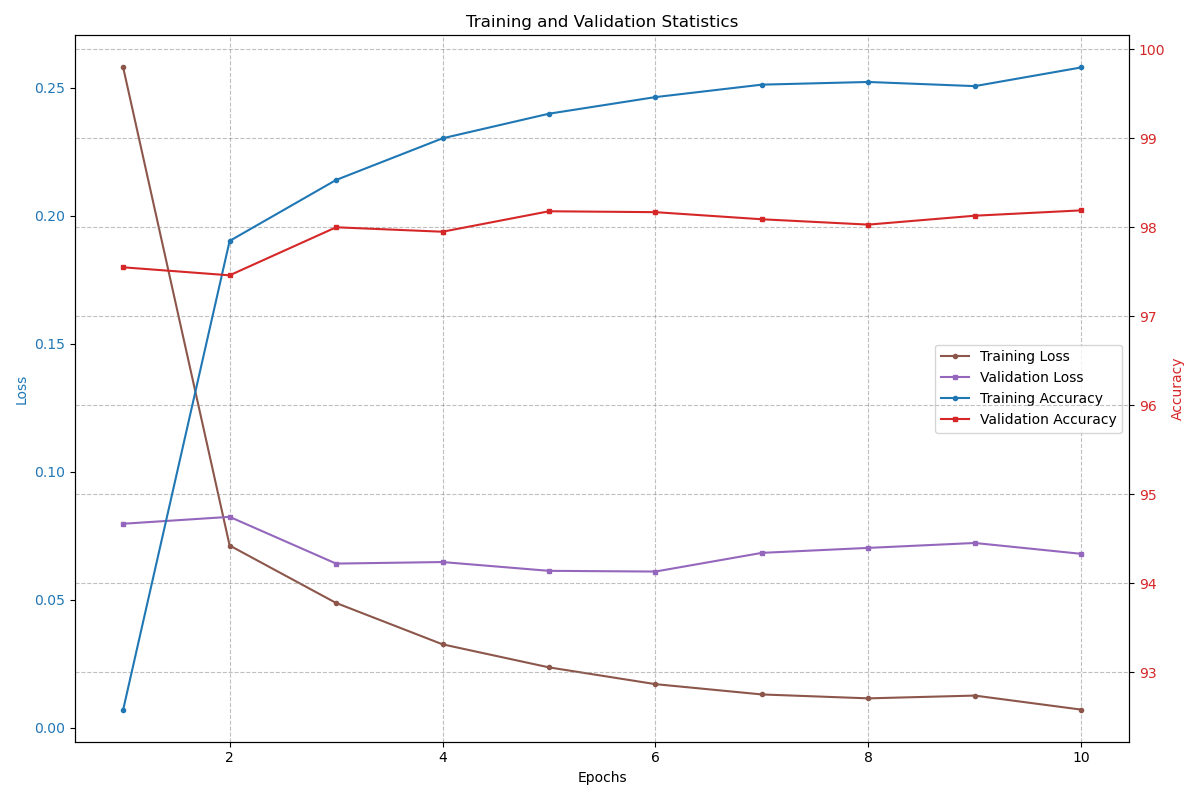 Training and Validation Statistics
Loss
0.25
0.20
0.15
0.10
0.05
0.00
100
99
98
97
96
95
94
93
Accuracy
Training Loss
Validation Loss
Training Accuracy
Validation Accuracy
2 4 6 8 10
Epochs